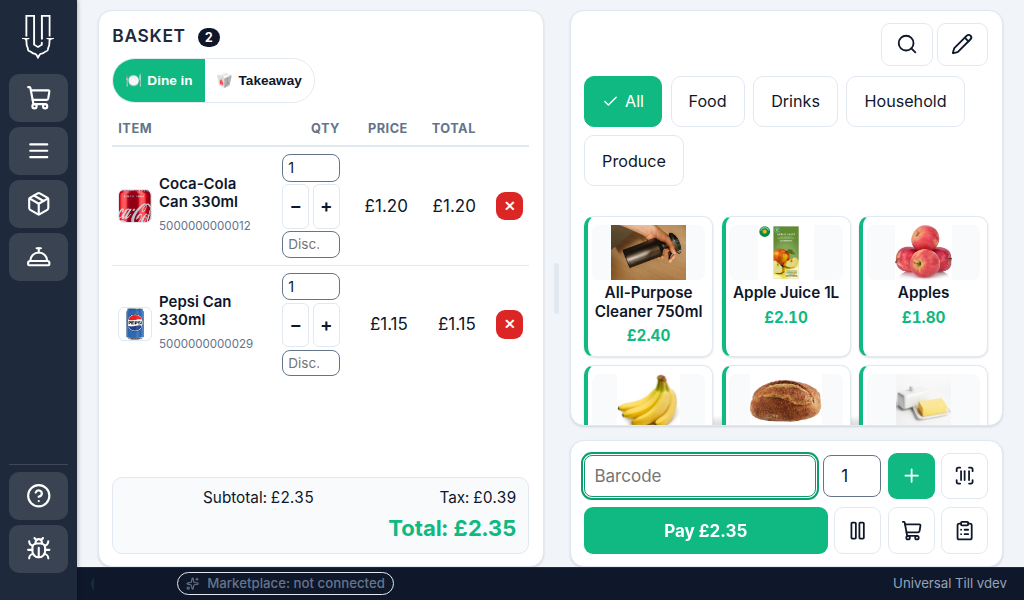 BASKET 2
Dine in
Takeaway
ITEM QTY PRICE TOTAL
Coca-Cola
Can 330ml
5000000000012
1
− +
Disc.
£1.20 £1.20
Pepsi Can
330ml
5000000000029
1
− +
Disc.
£1.15 £1.15
Subtotal: £2.35 Tax: £0.39
Total: £2.35
All Food Drinks Household
Produce
All-Purpose
Cleaner 750ml
£2.40
Apple Juice 1L
£2.10
Apples
£1.80
Barcode 1 +
Pay £2.35
Marketplace: not connected
Universal Till vdev